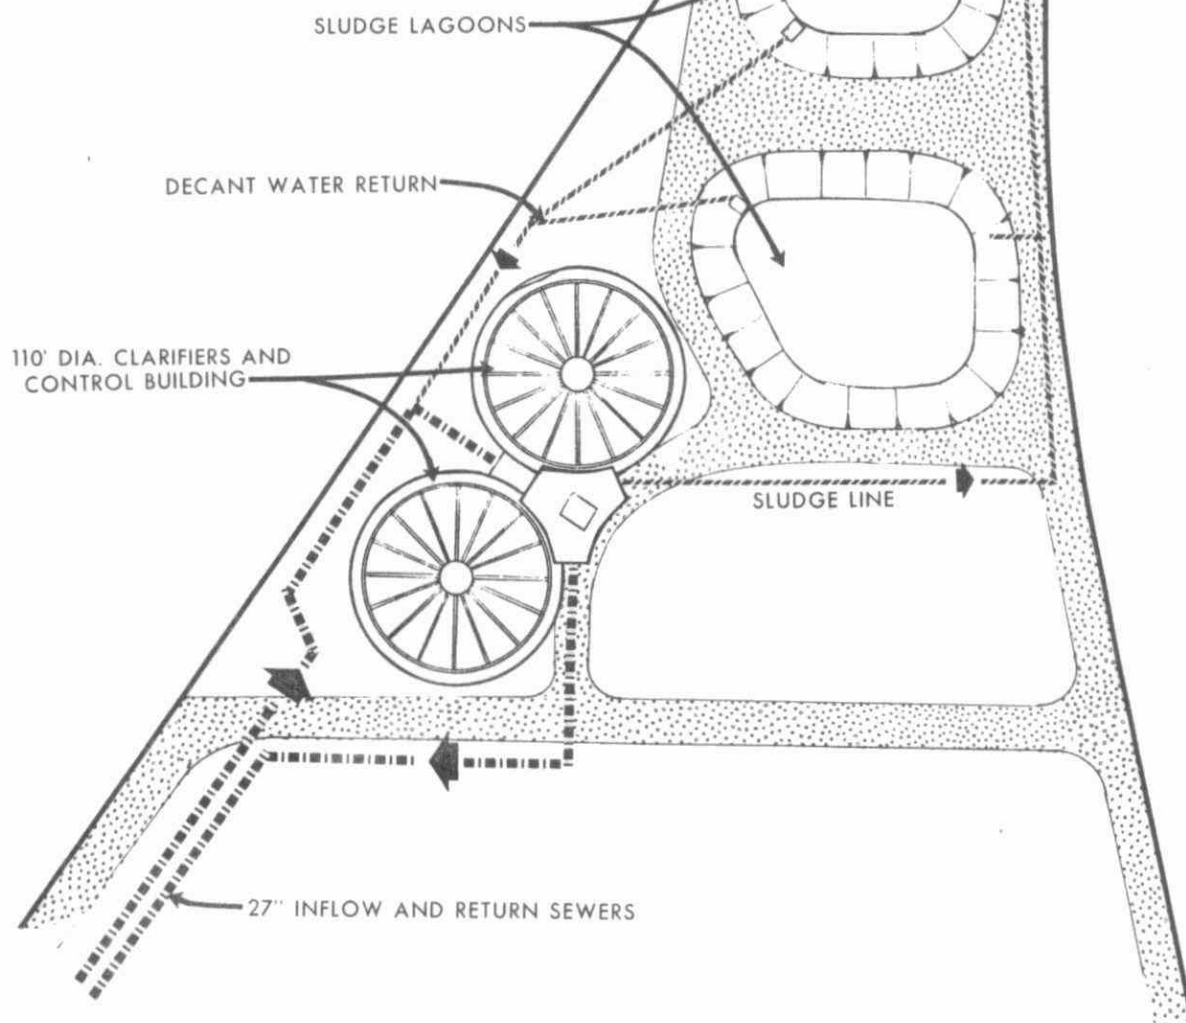 SLUDGE LAGOONS
DECANT WATER RETURN
110' DIA. CLARIFIERS AND
CONTROL BUILDING
SLUDGE LINE
27" INFLOW AND RETURN SEWERS